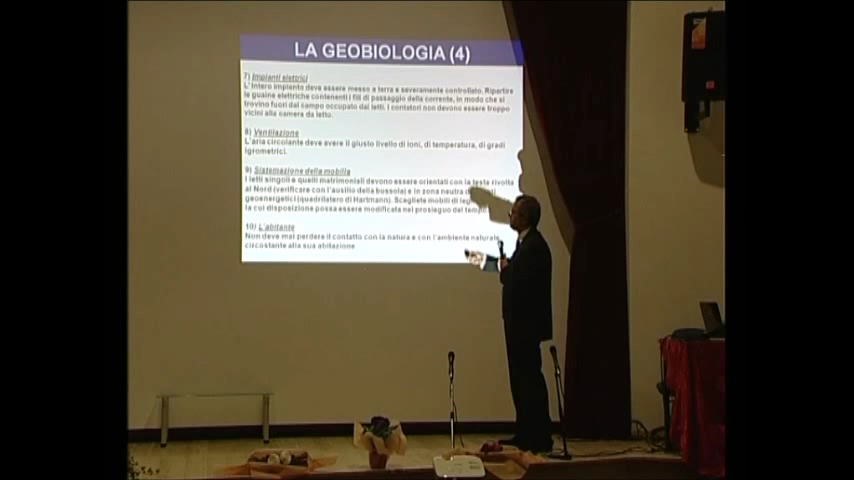 LA GEOBIOLOGIA (4)
7) Impianti elettrici
L'intero impianto deve essere messo a terra e severamente controllato. Ripartire
le guaine elettriche contenenti i fili di passaggio della corrente, in modo che si
trovino fuori dal campo occupato dai letti. I contatori non devono essere troppo
vicini alla camera da letto.
8) Ventilazione
L'aria circolante deve avere il giusto livello di ioni, di temperatura, di gradi
igrometrici.
9) Sistemazione della mobilia
I letti singoli e quelli matrimoniali devono essere orientati con la testa rivolta
al Nord (verificare con l'ausilio della bussola) e in zona neutra
geoenergetici (quadrilatero di Hartmann). Scegliete mobili di
la cui disposizione possa essere modificata nel prosieguo del tempo.
10) L'abitante
Non deve mai perdere il contatto con la natura e con l'ambiente naturale
circostante alla sua abitazione